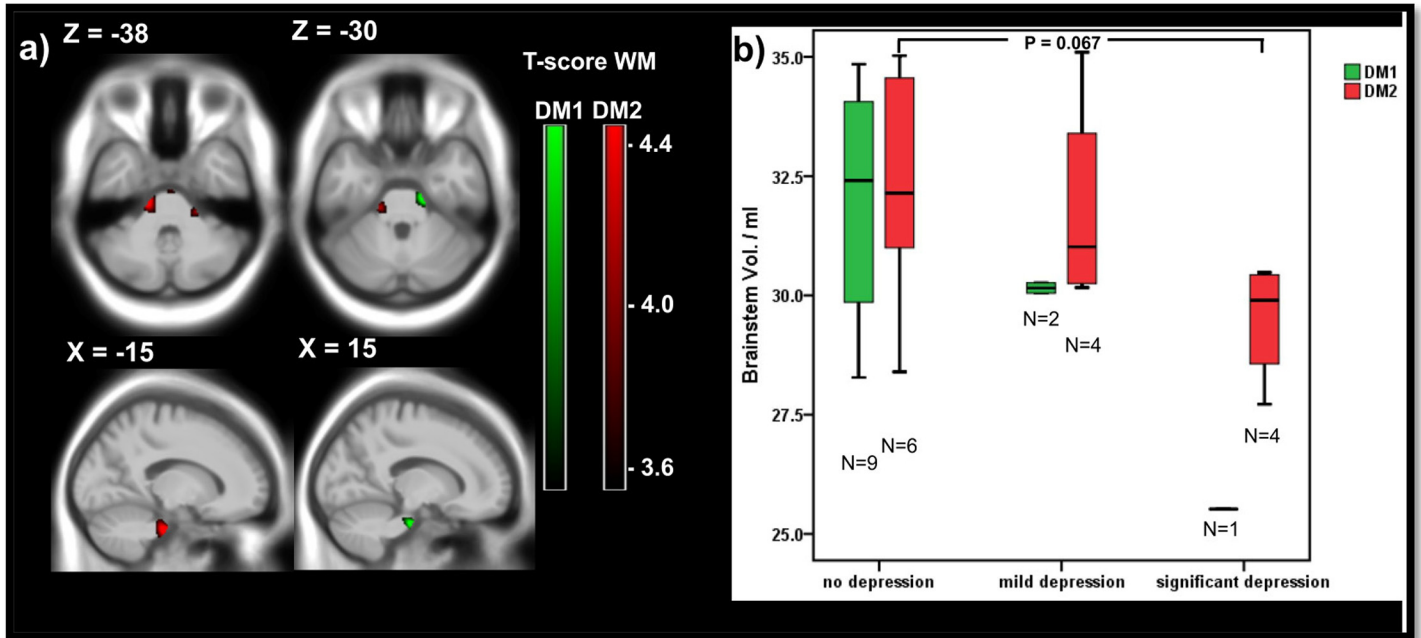 a)
Z = -38
Z = -30
T-score WM
DM1 DM2
- 4.4
- 4.0
- 3.6
X = -15
X = 15
b)
P = 0.067
DM1
DM2
Brainstem Vol. / ml
35.0
32.5
30.0
27.5
25.0
N=9
N=6
N=2
N=4
N=4
N=1
no depression
mild depression
significant depression